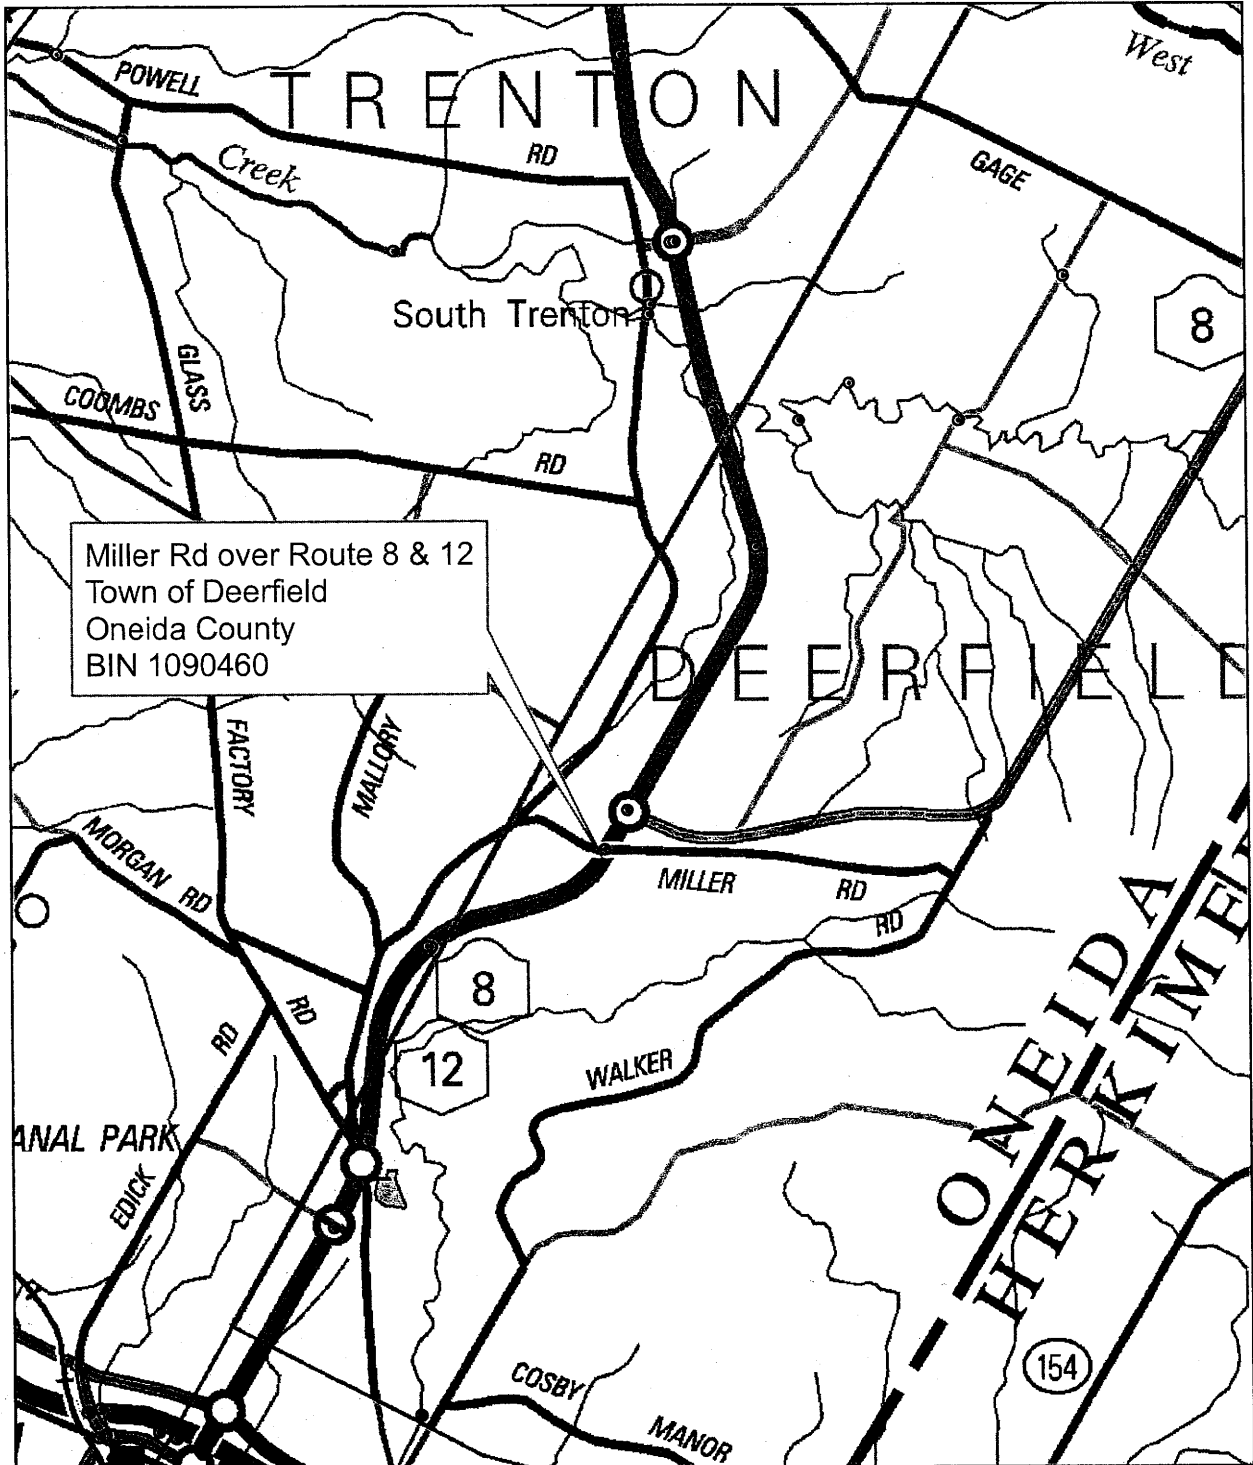 West
POWELL
TRENTON
RD
Creek
GAGE
South Trenton
8
GLASS
COOMBS
RD
Miller Rd over Route 8 & 12
Town of Deerfield
Oneida County
BIN 1090460
DEERFIELD
FACTORY
MALLORY
MORGAN RD
MILLER RD
RD
8
RD
RD
12
WALKER
ONEIDA
HERKIMER
ANAL PARK
EDICK
154
COSBY
MANOR